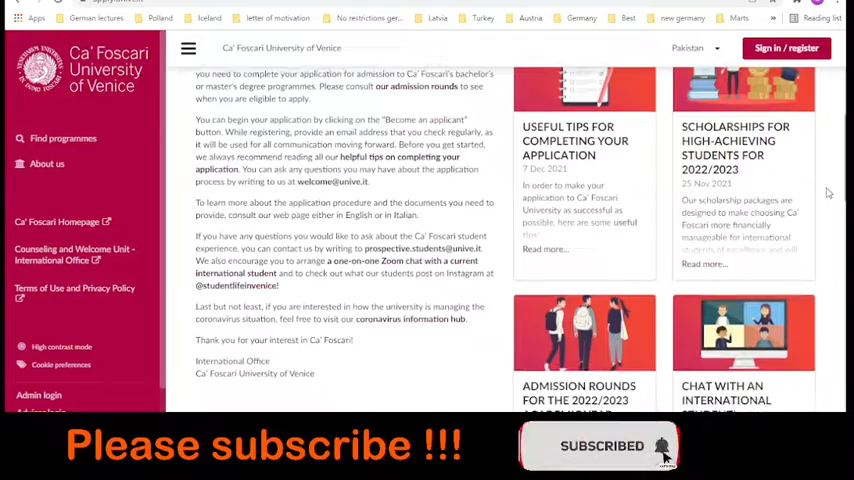 Apps
German lectures
Poland
Iceland
letter of motivation
No restrictions ger...
Latvia
Turkey
Austria
Germany
Best
new germany
Marts
»
Reading list
Ca' Foscari
University
of Venice
Ca' Foscari University of Venice
Pakistan
Sign in / register
Find programmes
About us
Ca' Foscari Homepage
Counseling and Welcome Unit -
International Office
Terms of Use and Privacy Policy
High contrast mode
Cookie preferences
Admin login
you need to complete your application for admission to Ca' Foscari's bachelor's
or master's degree programmes. Please consult our admission rounds to see
when you are eligible to apply.
You can begin your application by clicking on the "Become an applicant"
button. While registering, provide an email address that you check regularly, as
it will be used for all communication moving forward. Before you get started,
we always recommend reading all our helpful tips on completing your
application. You can ask any questions you may have about the application
process by writing to us at welcome@unive.it.
To learn more about the application procedure and the documents you need to
provide, consult our web page either in English or in Italian.
If you have any questions you would like to ask about the Ca' Foscari student
experience, you can contact us by writing to prospective.students@unive.it.
We also encourage you to arrange a one-on-one Zoom chat with a current
international student and to check out what our students post on Instagram at
@studentlifeinvenice!
Last but not least, if you are interested in how the university is managing the
coronavirus situation, feel free to visit our coronavirus information hub.
Thank you for your interest in Ca' Foscari!
International Office
Ca' Foscari University of Venice
USEFUL TIPS FOR
COMPLETING YOUR
APPLICATION
7 Dec 2021
In order to make your
application to Ca' Foscari
University as successful as
possible, here are some useful
tips!
Read more...
SCHOLARSHIPS FOR
HIGH-ACHIEVING
STUDENTS FOR
2022/2023
25 Nov 2021
Our scholarship packages are
designed to make choosing Ca'
Foscari more financially
manageable for international
students of excellence and will
Read more...
ADMISSION ROUNDS
FOR THE 2022/2023
CHAT WITH AN
INTERNATIONAL
Please subscribe !!!
SUBSCRIBED